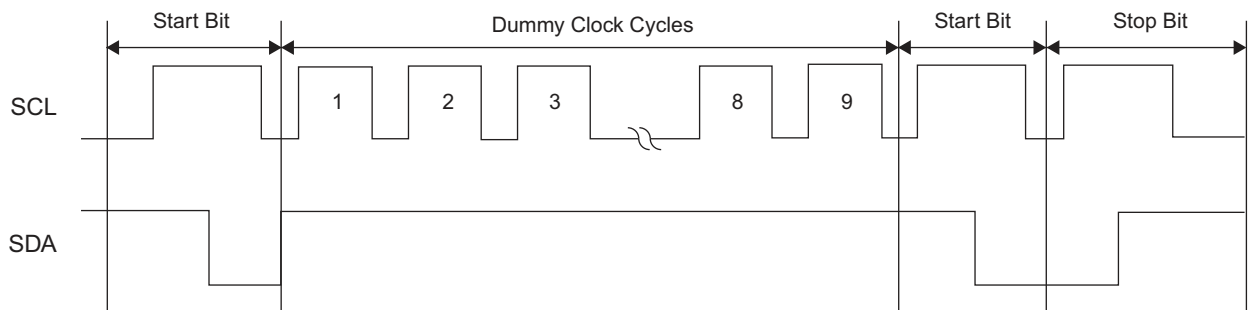 Start Bit
Dummy Clock Cycles
Start Bit
Stop Bit
SCL
1
2
3
8
9
SDA